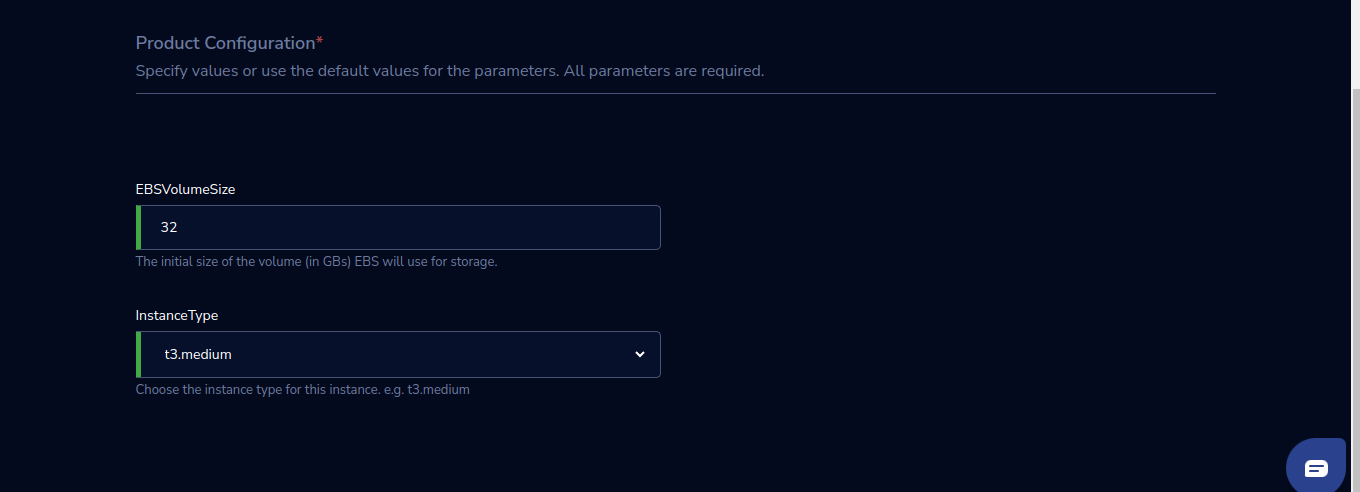 Product Configuration*
Specify values or use the default values for the parameters. All parameters are required.
EBSVolumeSize
32
The initial size of the volume (in GBs) EBS will use for storage.
InstanceType
t3.medium
Choose the instance type for this instance. e.g. t3.medium